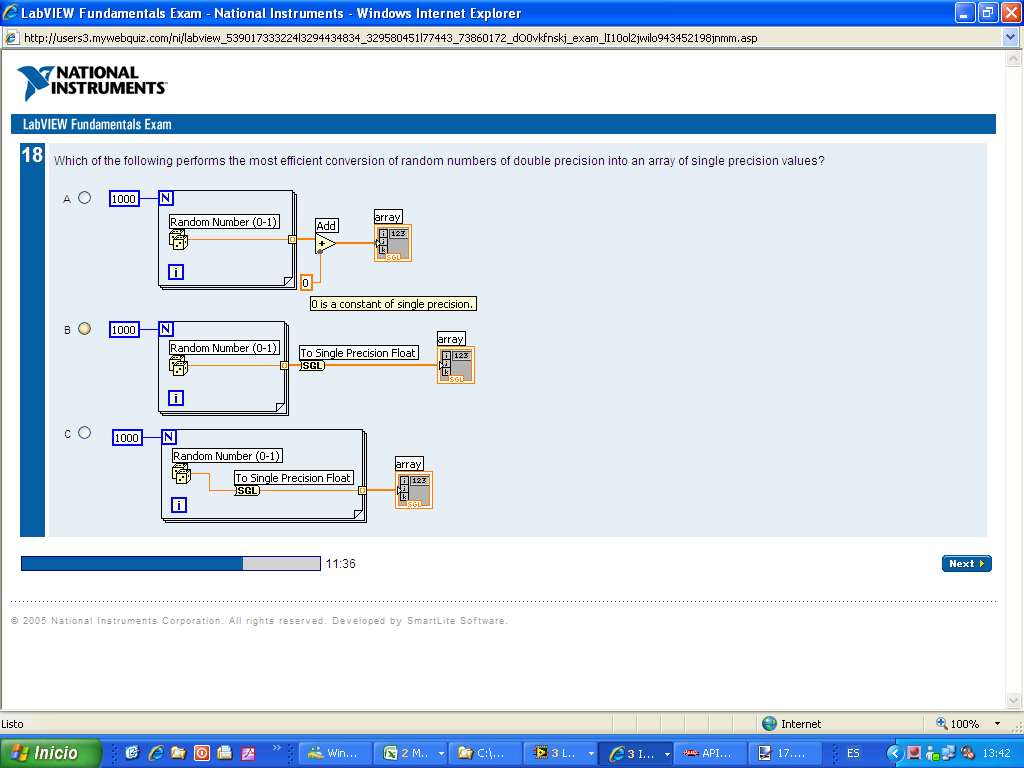 LabVIEW Fundamentals Exam - National Instruments - Windows Internet Explorer
http://users3.mywebquiz.com/ni/labview_539017333224l3294434834_329580451l77443_73860172_dO0vkfnskj_exam_lI10ol2jwilo943452198jnmm.asp
NATIONAL
INSTRUMENTS™
LabVIEW Fundamentals Exam
18 Which of the following performs the most efficient conversion of random numbers of double precision into an array of single precision values?
A
1000 N
Random Number (0-1)
Add
array
i 123
j
k
SGL
i
0
0 is a constant of single precision.
B
1000 N
Random Number (0-1)
To Single Precision Float
SGL
array
i 123
j
k
SGL
i
C
1000 N
Random Number (0-1)
To Single Precision Float
SGL
array
i 123
j
k
SGL
i
11:36
Next
© 2005 National Instruments Corporation. All rights reserved. Developed by SmartLite Software.
Listo
Internet
100%
Inicio
Win...
2 M...
C:\...
3 L...
3 I...
API...
17....
ES
13:42